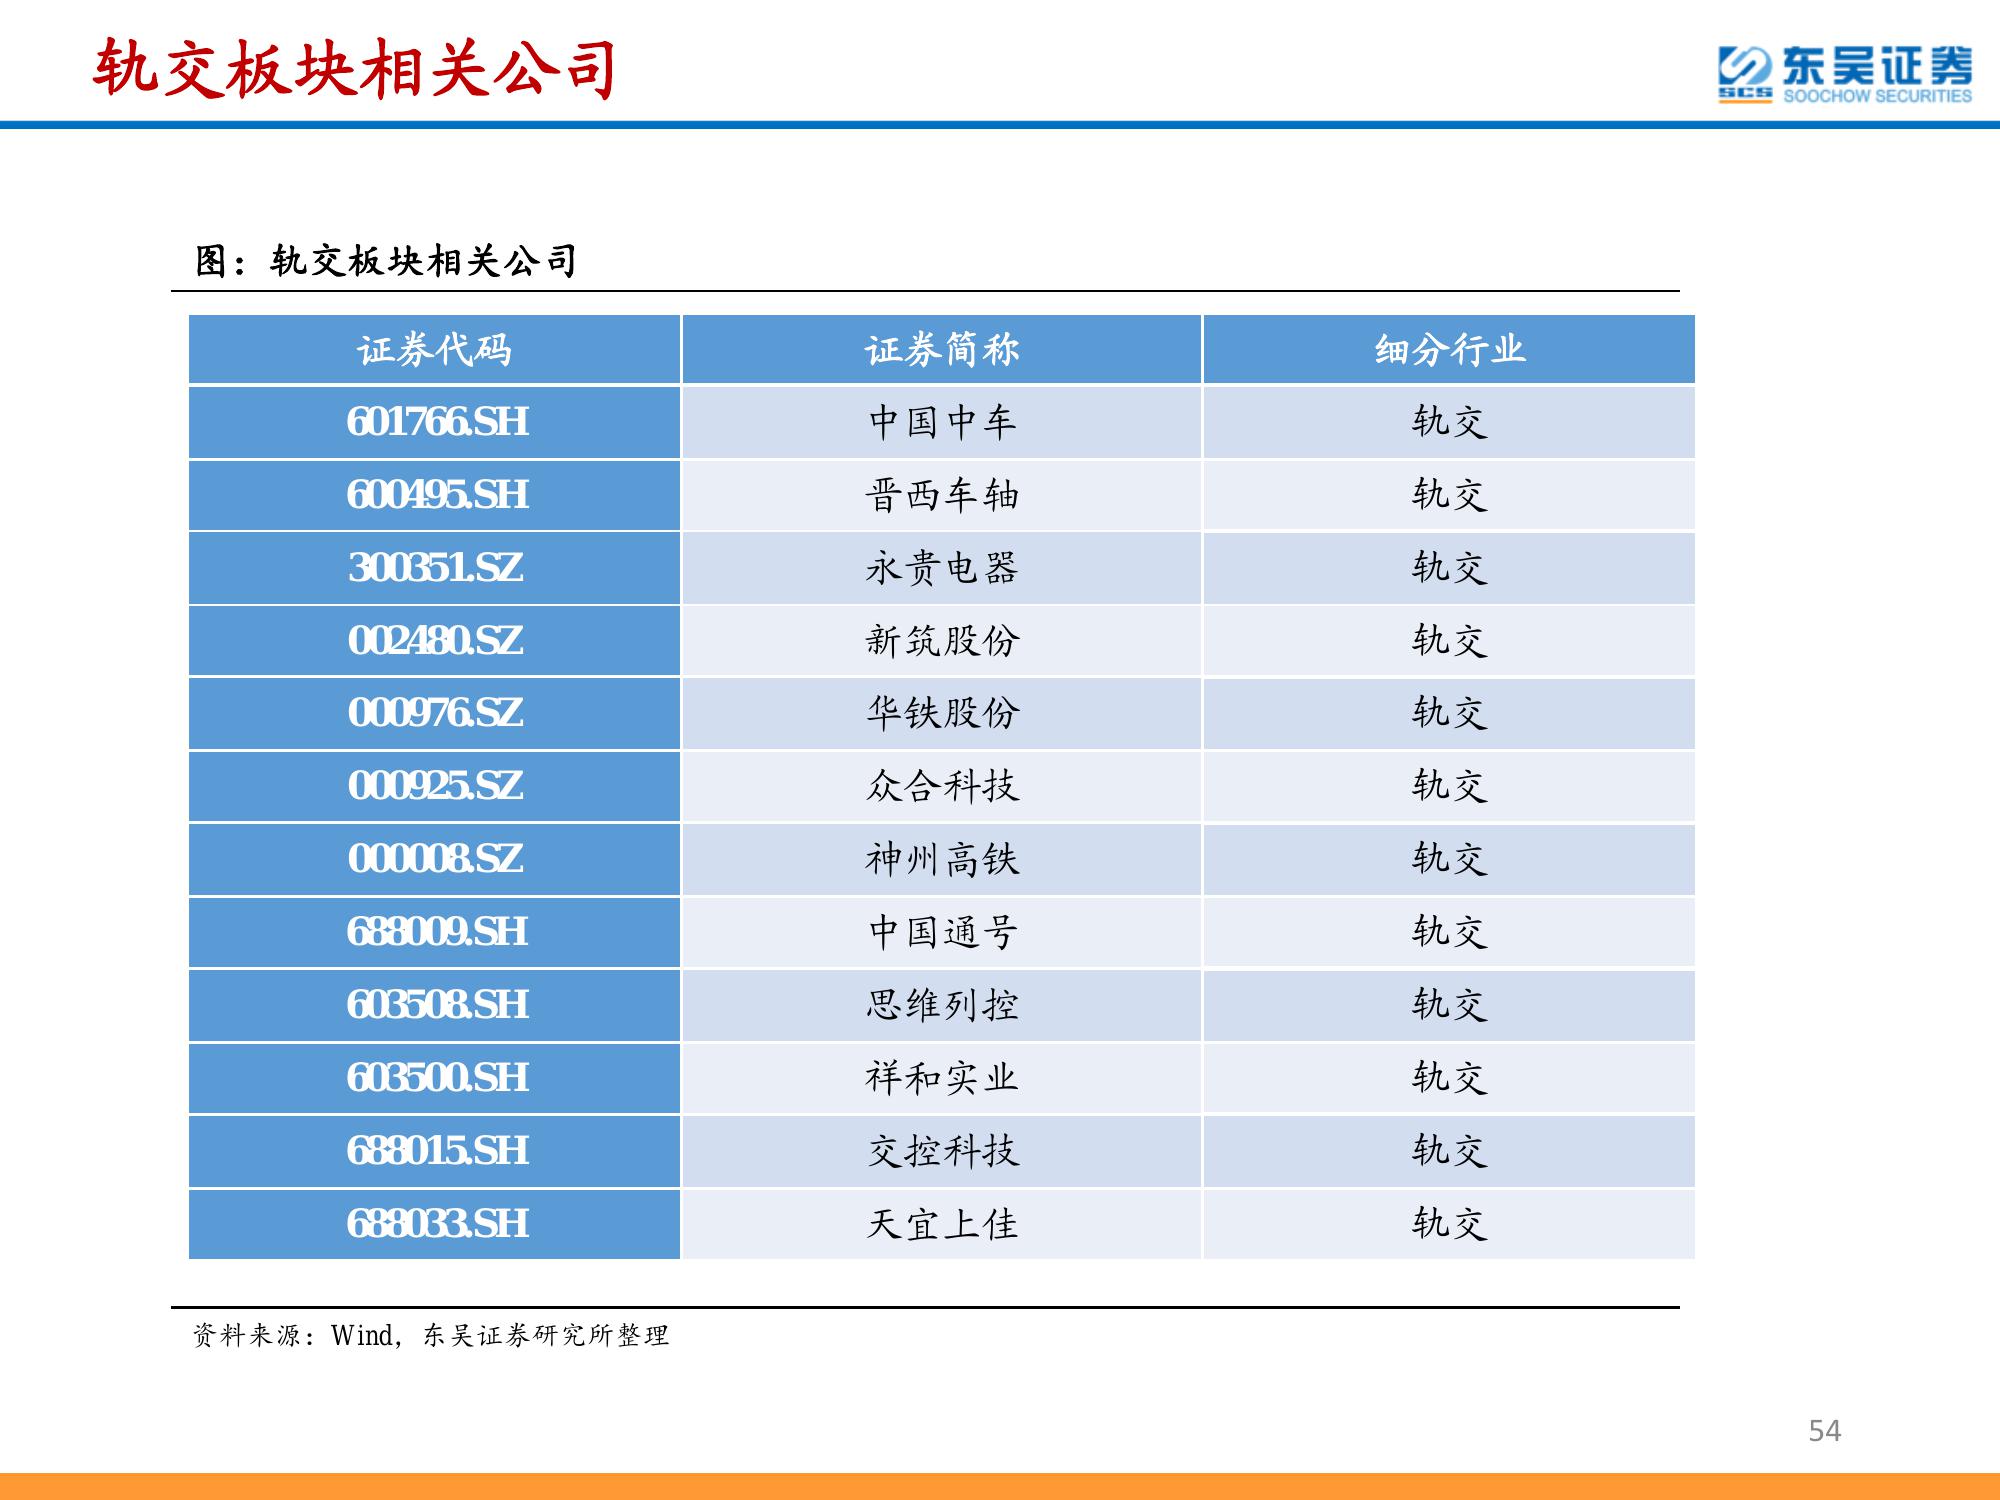 轨交板块相关公司
东吴证券
SCS SOOCHOW SECURITIES
图：轨交板块相关公司
证券代码 证券简称 细分行业
601766.SH 中国中车 轨交
600495.SH 晋西车轴 轨交
300351.SZ 永贵电器 轨交
002480.SZ 新筑股份 轨交
000976.SZ 华铁股份 轨交
000925.SZ 众合科技 轨交
000008.SZ 神州高铁 轨交
688009.SH 中国通号 轨交
603508.SH 思维列控 轨交
603500.SH 祥和实业 轨交
688015.SH 交控科技 轨交
688033.SH 天宜上佳 轨交
资料来源：Wind，东吴证券研究所整理
54